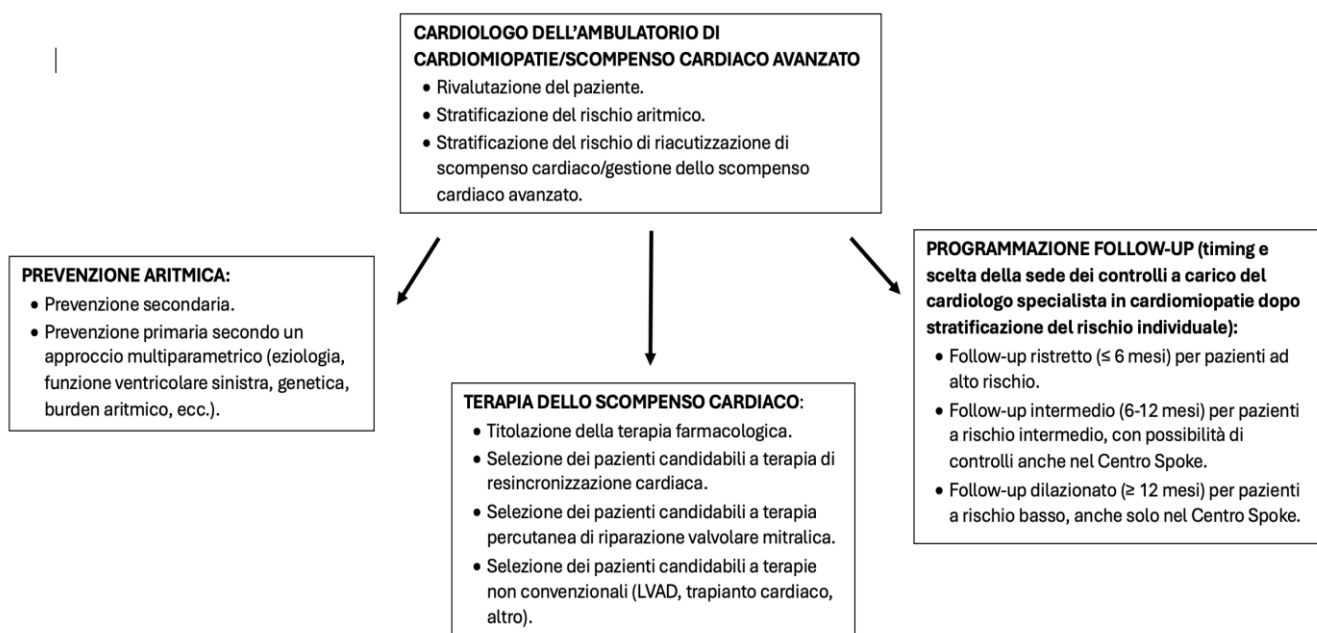 CARDIOLOGO DELL'AMBULATORIO DI
CARDIOMIOPATIE/SCOMPENSO CARDIACO AVANZATO
• Rivalutazione del paziente.
• Stratificazione del rischio aritmico.
• Stratificazione del rischio di riacutizzazione di
scompenso cardiaco/gestione dello scompenso
cardiaco avanzato.
PREVENZIONE ARITMICA:
• Prevenzione secondaria.
• Prevenzione primaria secondo un
approccio multiparametrico (eziologia,
funzione ventricolare sinistra, genetica,
burden aritmico, ecc.).
TERAPIA DELLO SCOMPENSO CARDIACO:
• Titolazione della terapia farmacologica.
• Selezione dei pazienti candidabili a terapia di
resincronizzazione cardiaca.
• Selezione dei pazienti candidabili a terapia
percutanea di riparazione valvolare mitralica.
• Selezione dei pazienti candidabili a terapie
non convenzionali (LVAD, trapianto cardiaco,
altro).
PROGRAMMAZIONE FOLLOW-UP (timing e
scelta della sede dei controlli a carico del
cardiologo specialista in cardiomiopatie dopo
stratificazione del rischio individuale):
• Follow-up ristretto (≤ 6 mesi) per pazienti ad
alto rischio.
• Follow-up intermedio (6-12 mesi) per pazienti
a rischio intermedio, con possibilità di
controlli anche nel Centro Spoke.
• Follow-up dilazionato (≥ 12 mesi) per pazienti
a rischio basso, anche solo nel Centro Spoke.